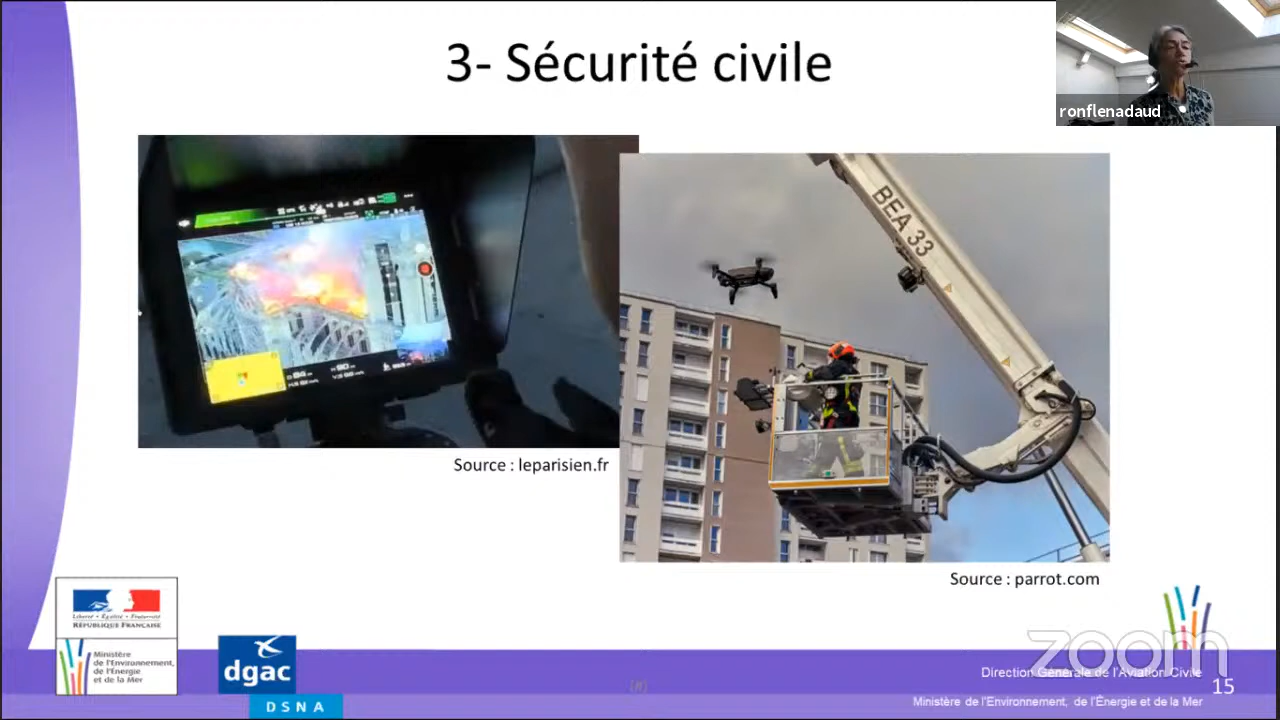 3- Sécurité civile
ronflenadaud
BEA 33
Source : leparisien.fr
Source : parrot.com
Liberté • Égalité • Fraternité
RÉPUBLIQUE FRANÇAISE
Ministère
de l'Environnement,
de l'Énergie
et de la Mer
dgac
DSNA
zoom
Direction Générale de l'Aviation Civile
15
Ministère de l'Environnement, de l'Énergie et de la Mer